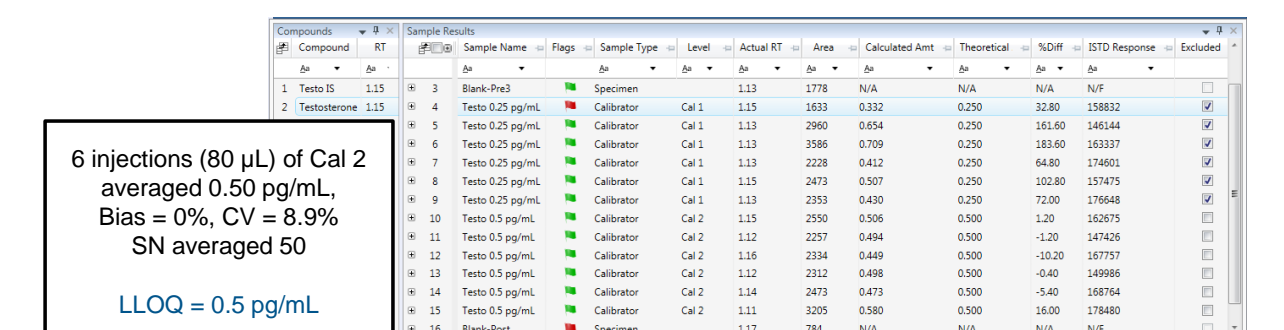 Compounds
Compound RT
Aa Aa
1 Testo IS 1.15
2 Testosterone 1.15
6 injections (80 µL) of Cal 2
averaged 0.50 pg/mL,
Bias = 0%, CV = 8.9%
SN averaged 50
LLOQ = 0.5 pg/mL
Sample Results
Sample Name Flags Sample Type Level Actual RT Area Calculated Amt Theoretical %Diff ISTD Response Excluded
Aa Aa Aa Aa Aa Aa Aa Aa Aa
3 Blank-Pre3 Specimen 1.13 1778 N/A N/A N/A N/F
4 Testo 0.25 pg/mL Calibrator Cal 1 1.15 1633 0.332 0.250 32.80 158832
5 Testo 0.25 pg/mL Calibrator Cal 1 1.13 2960 0.654 0.250 161.60 146144
6 Testo 0.25 pg/mL Calibrator Cal 1 1.13 3586 0.709 0.250 183.60 163337
7 Testo 0.25 pg/mL Calibrator Cal 1 1.13 2228 0.412 0.250 64.80 174601
8 Testo 0.25 pg/mL Calibrator Cal 1 1.15 2473 0.507 0.250 102.80 157475
9 Testo 0.25 pg/mL Calibrator Cal 1 1.13 2353 0.430 0.250 72.00 176648
10 Testo 0.5 pg/mL Calibrator Cal 2 1.15 2550 0.506 0.500 1.20 162675
11 Testo 0.5 pg/mL Calibrator Cal 2 1.12 2257 0.494 0.500 -1.20 147426
12 Testo 0.5 pg/mL Calibrator Cal 2 1.16 2334 0.449 0.500 -10.20 167757
13 Testo 0.5 pg/mL Calibrator Cal 2 1.12 2312 0.498 0.500 -0.40 149986
14 Testo 0.5 pg/mL Calibrator Cal 2 1.14 2473 0.473 0.500 -5.40 168764
15 Testo 0.5 pg/mL Calibrator Cal 2 1.11 3205 0.580 0.500 16.00 178480
16 Blank-Post Specimen 1.17 784 N/A N/A N/A N/F